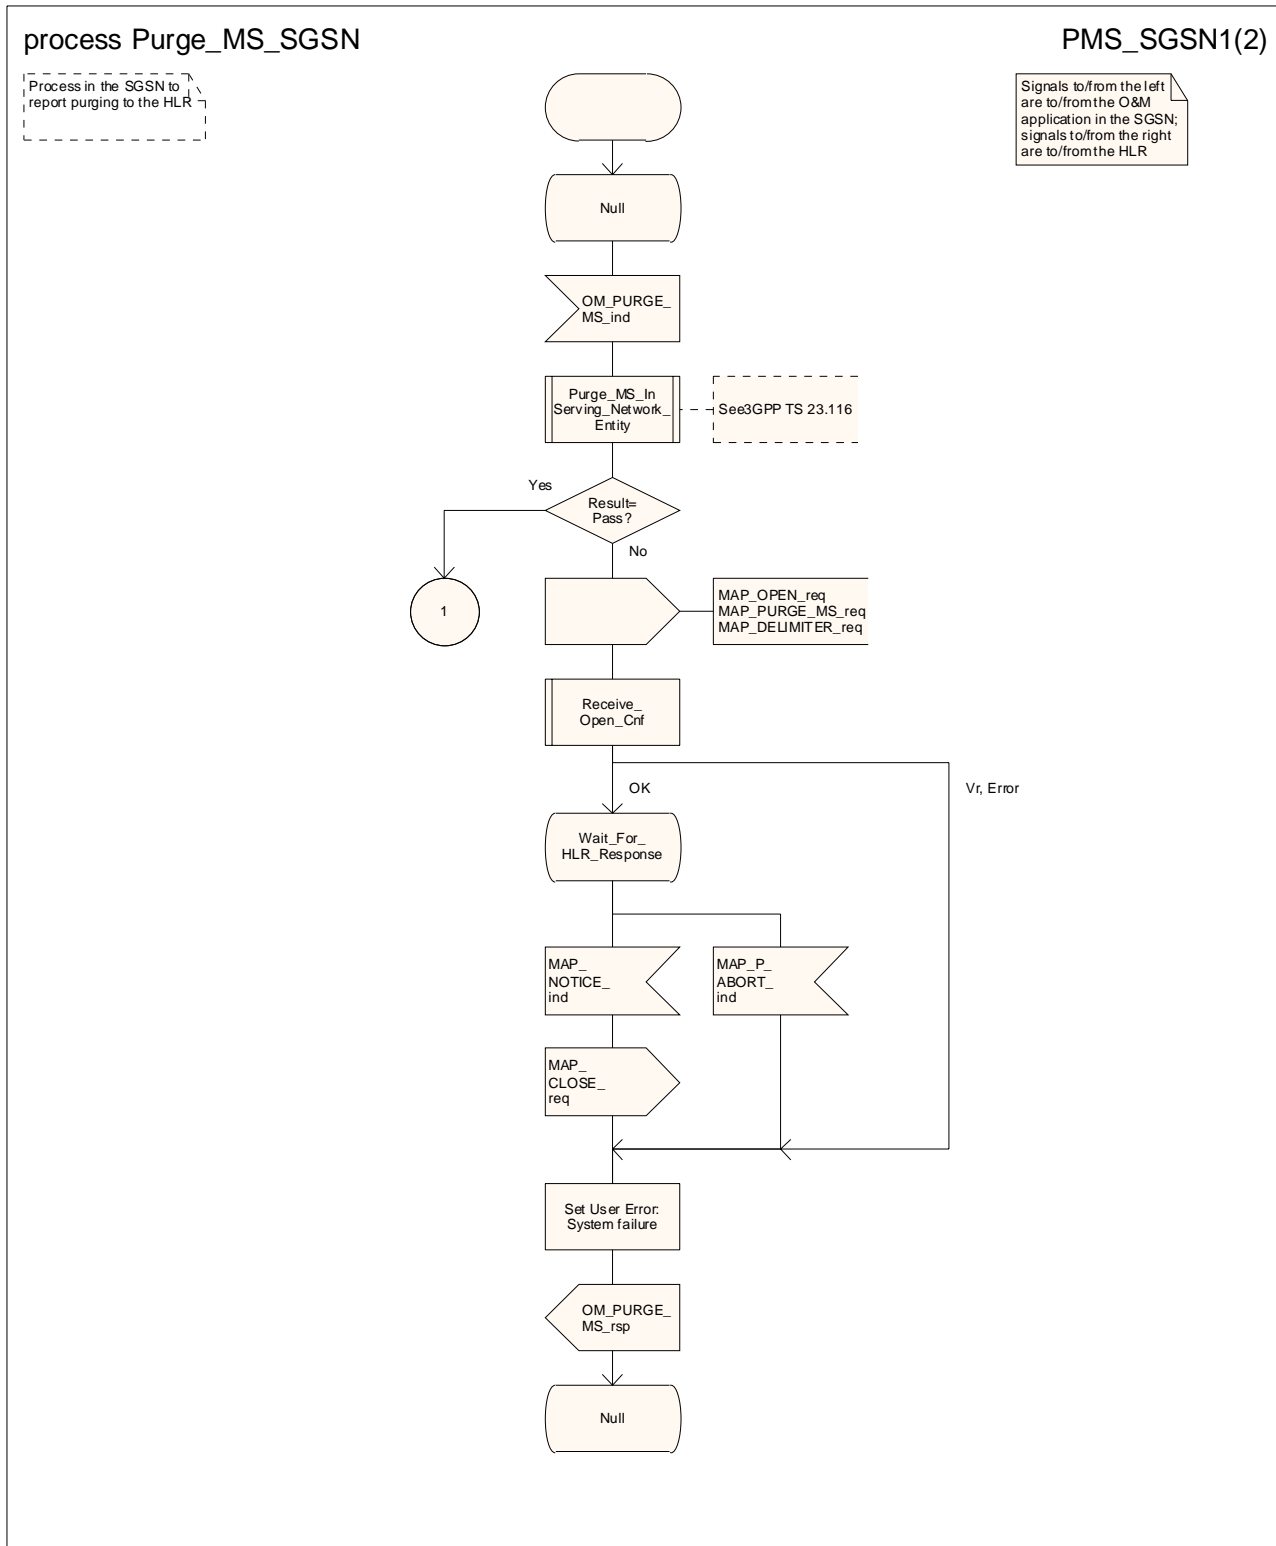 process Purge_MS_SGSN
PMS_SGSN1(2)
Process in the SGSN to
report purging to the HLR
Signals to/from the left
are to/from the O&M
application in the SGSN;
signals to/from the right
are to/from the HLR
Null
OM_PURGE_
MS_ind
Purge_MS_In
Serving_Network_
Entity
See3GPP TS 23.116
Yes
Result=
Pass?
No
1
MAP_OPEN_req
MAP_PURGE_MS_req
MAP_DELIMITER_req
Receive_
Open_Cnf
OK
Vr, Error
Wait_For_
HLR_Response
MAP_
NOTICE_
ind
MAP_P_
ABORT_
ind
MAP_
CLOSE_
req
Set User Error:
System failure
OM_PURGE_
MS_rsp
Null